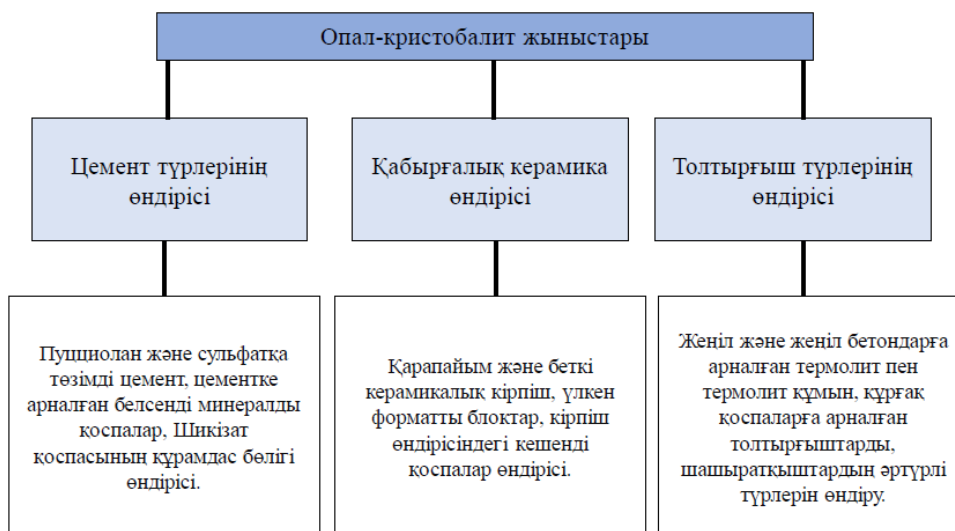 Опал-кристобалит жыныстары
Цемент түрлерінің
өндірісі
Қабырғалық керамика
өндірісі
Толтырғыш түрлерінің
өндірісі
Пуцциолан және сульфатқа
төзімді цемент, цементке
арналған белсенді минералды
қоспалар, Шикізат
қоспасының құрамдас бөлігі
өндірісі.
Қарапайым және беткі
керамикалық кірпіш, үлкен
форматты блоктар, кірпіш
өндірісіндегі кешенді
қоспалар өндірісі.
Жеңіл және жеңіл бетондарға
арналған термолит пен
термолит құмын, құрғақ
қоспаларға арналған
толтырғыштарды,
шашыратқыштардың әртүрлі
түрлерін өндіру.